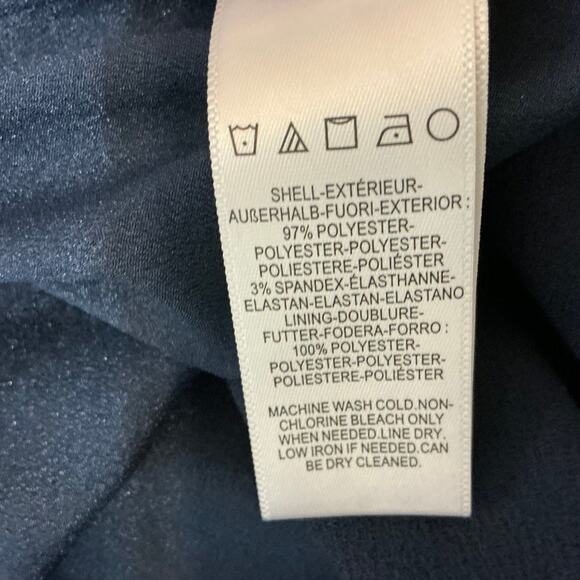 SHELL-EXTÉRIEUR-
AUßERHALB-FUORI-EXTERIOR :
97% POLYESTER-
POLYESTER-POLYESTER-
POLIESTERE-POLIÉSTER
3% SPANDEX-ÉLASTHANNE-
ELASTAN-ELASTAN-ELASTANO
LINING-DOUBLURE-
FUTTER-FODERA-FORRO :
100% POLYESTER-
POLYESTER-POLYESTER-
POLIESTERE-POLIÉSTER
MACHINE WASH COLD.NON-
CHLORINE BLEACH ONLY
WHEN NEEDED.LINE DRY.
LOW IRON IF NEEDED.CAN
BE DRY CLEANED.